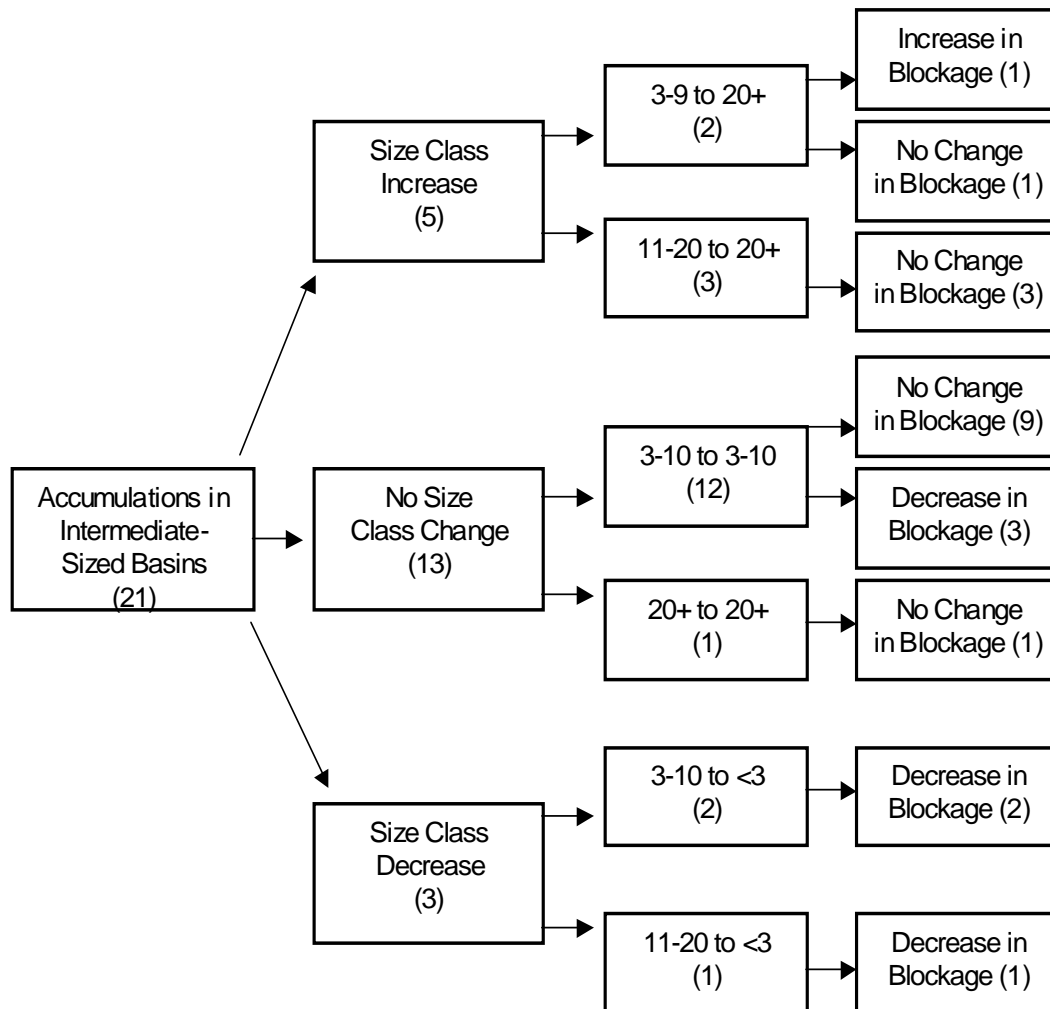 Accumulations in
Intermediate-
Sized Basins
(21)
Size Class
Increase
(5)
3-9 to 20+
(2)
Increase in
Blockage (1)
No Change
in Blockage (1)
11-20 to 20+
(3)
No Change
in Blockage (3)
No Size
Class Change
(13)
3-10 to 3-10
(12)
No Change
in Blockage (9)
Decrease in
Blockage (3)
20+ to 20+
(1)
No Change
in Blockage (1)
Size Class
Decrease
(3)
3-10 to <3
(2)
Decrease in
Blockage (2)
11-20 to <3
(1)
Decrease in
Blockage (1)